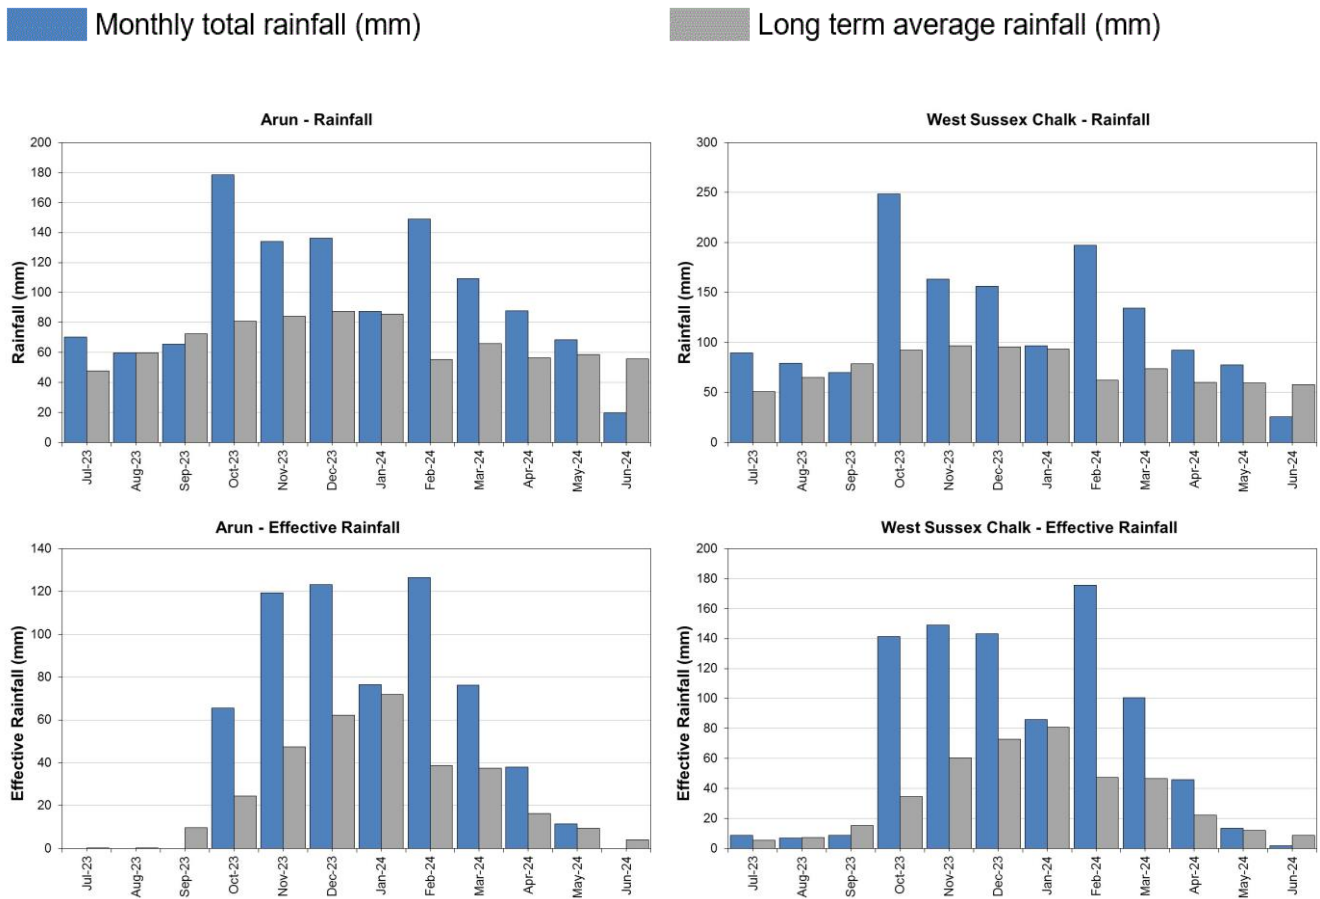 Monthly total rainfall (mm)
Long term average rainfall (mm)
Arun - Rainfall
Rainfall (mm)
200
180
160
140
120
100
80
60
40
20
0
Jul-23
Aug-23
Sep-23
Oct-23
Nov-23
Dec-23
Jan-24
Feb-24
Mar-24
Apr-24
May-24
Jun-24
West Sussex Chalk - Rainfall
Rainfall (mm)
300
250
200
150
100
50
0
Jul-23
Aug-23
Sep-23
Oct-23
Nov-23
Dec-23
Jan-24
Feb-24
Mar-24
Apr-24
May-24
Jun-24
Arun - Effective Rainfall
Effective Rainfall (mm)
140
120
100
80
60
40
20
0
Jul-23
Aug-23
Sep-23
Oct-23
Nov-23
Dec-23
Jan-24
Feb-24
Mar-24
Apr-24
May-24
Jun-24
West Sussex Chalk - Effective Rainfall
Effective Rainfall (mm)
200
180
160
140
120
100
80
60
40
20
0
Jul-23
Aug-23
Sep-23
Oct-23
Nov-23
Dec-23
Jan-24
Feb-24
Mar-24
Apr-24
May-24
Jun-24